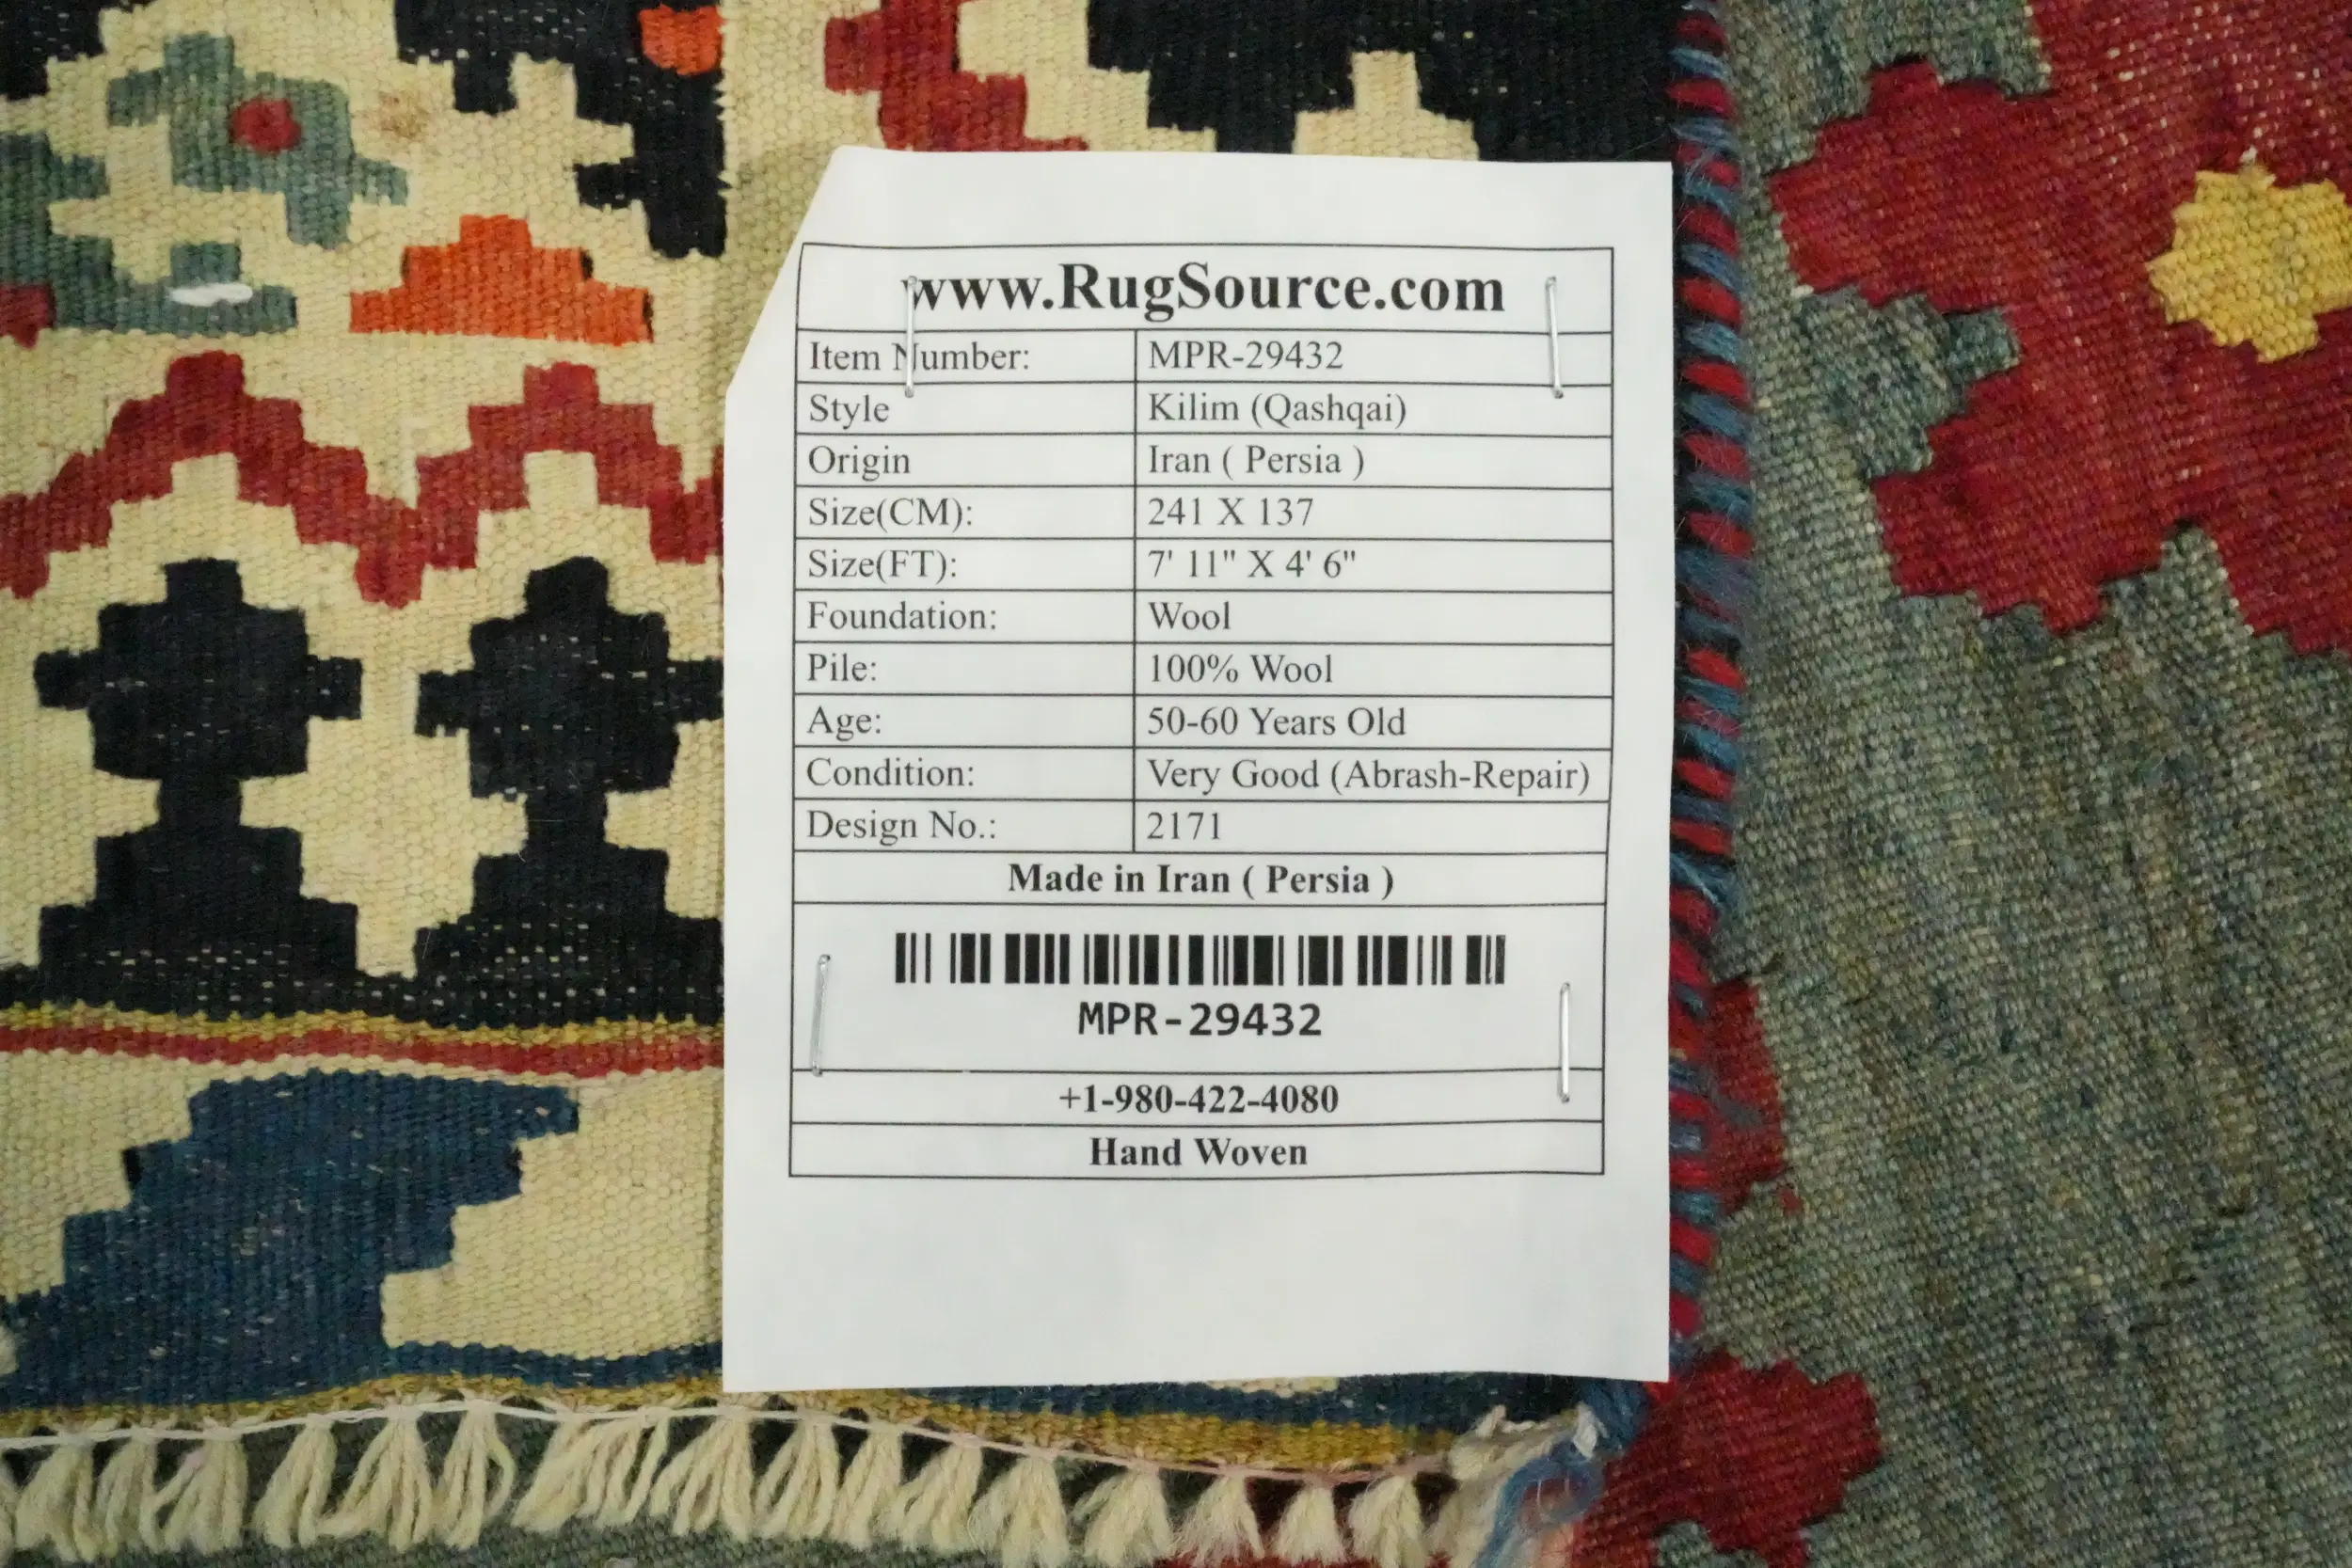 www.RugSource.com
Item Number: MPR-29432
Style Kilim (Qashqai)
Origin Iran ( Persia )
Size(CM): 241 X 137
Size(FT): 7' 11" X 4' 6"
Foundation: Wool
Pile: 100% Wool
Age: 50-60 Years Old
Condition: Very Good (Abrash-Repair)
Design No.: 2171
Made in Iran ( Persia )
MPR-29432
+1-980-422-4080
Hand Woven